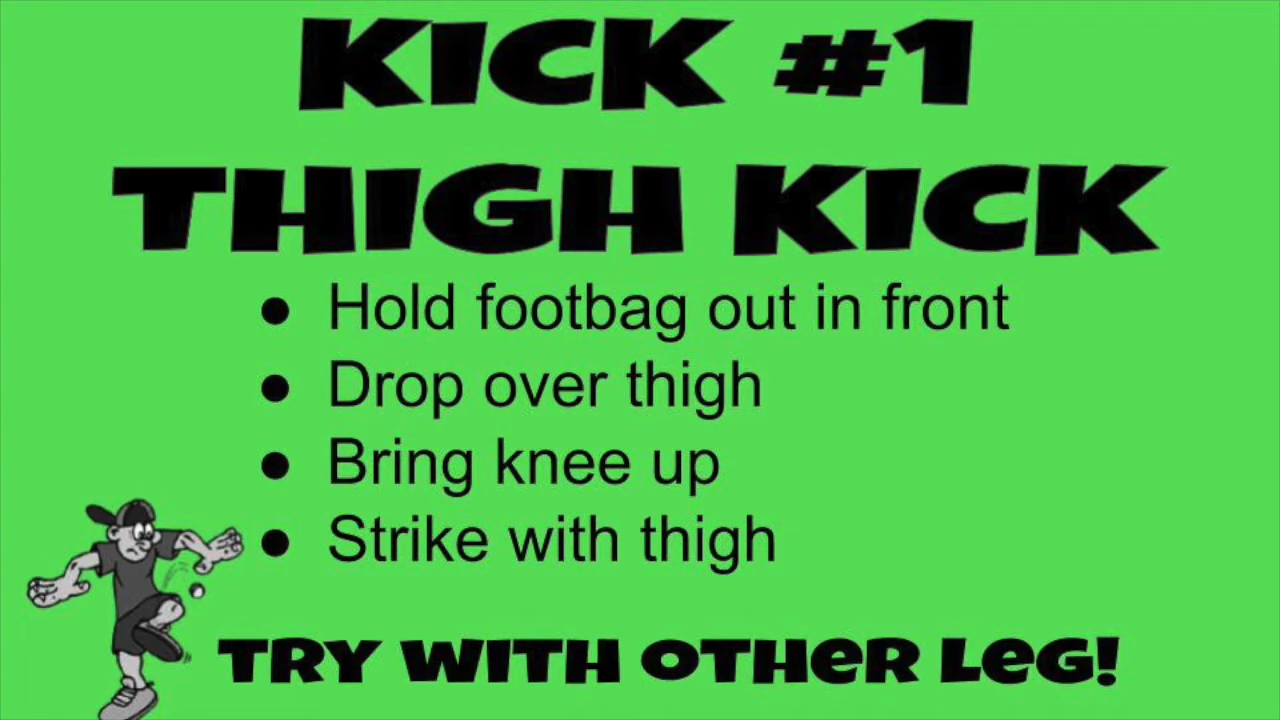 KICK #1
THIGH KICK
● Hold footbag out in front
● Drop over thigh
● Bring knee up
● Strike with thigh
TRY WITH OTHER LEG!